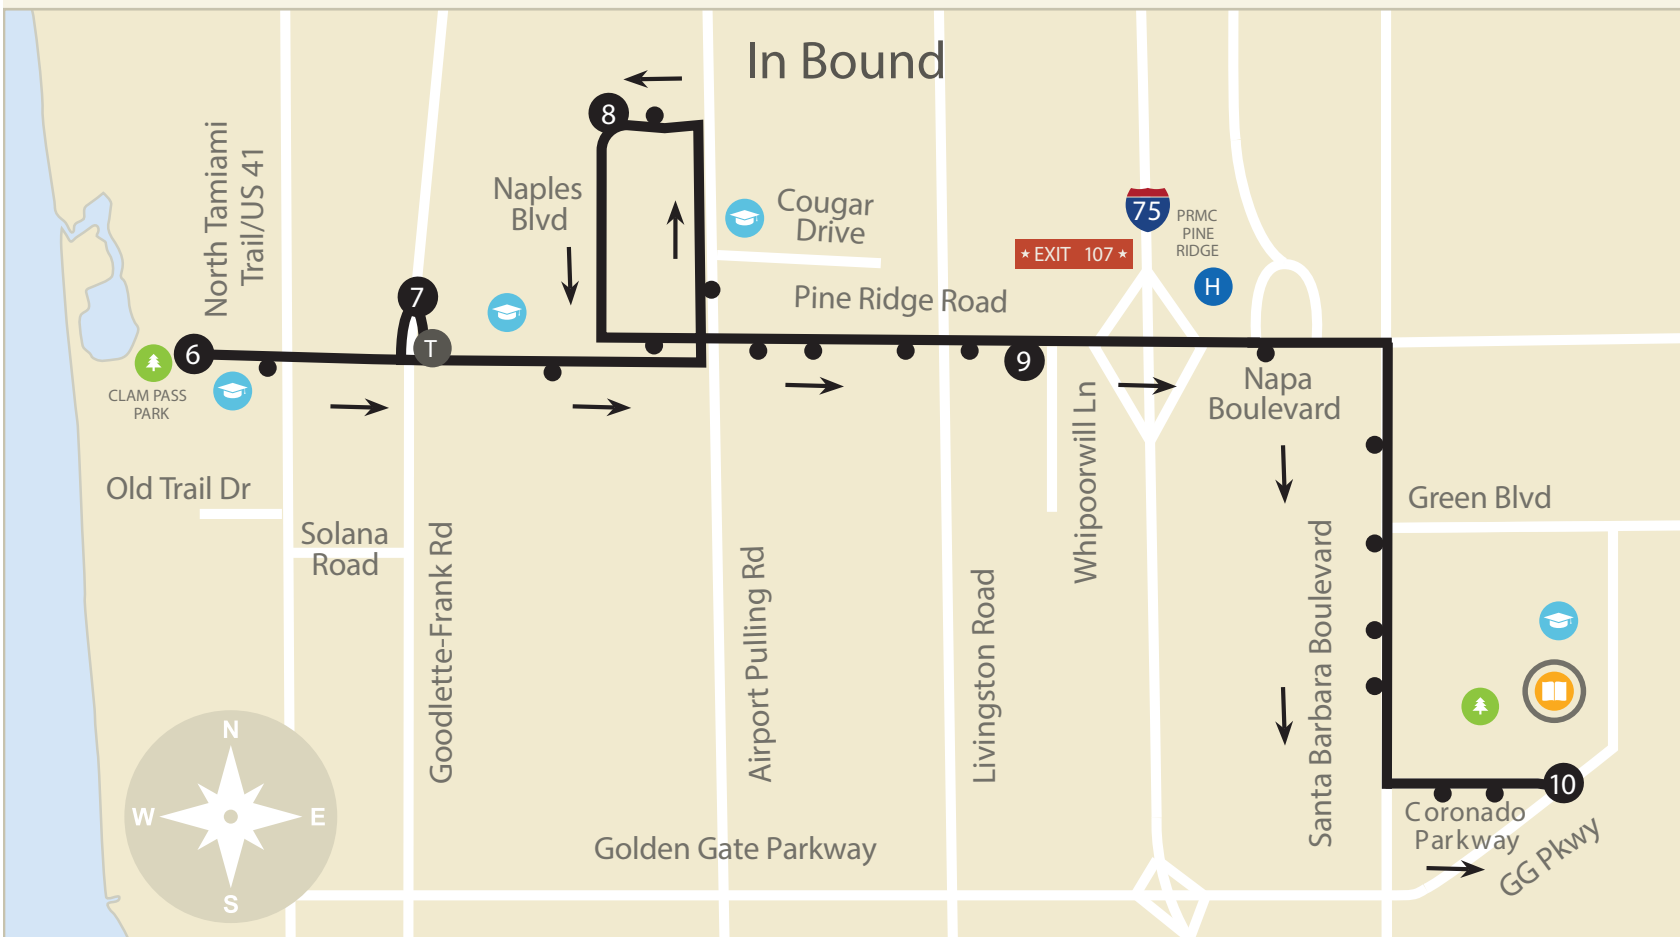 In Bound
8
North Tamiami
Trail/US 41
Naples
Blvd
Cougar
Drive
75
PRMC
PINE
RIDGE
EXIT 107
H
7
Pine Ridge Road
T
6
9
CLAM PASS
PARK
Napa
Boulevard
Whipoorwill Ln
Old Trail Dr
Green Blvd
Solana
Road
Goodlette-Frank Rd
Airport Pulling Rd
Livingston Road
Santa Barbara Boulevard
N
W
E
S
10
Coronado
Parkway
GG Pkwy
Golden Gate Parkway